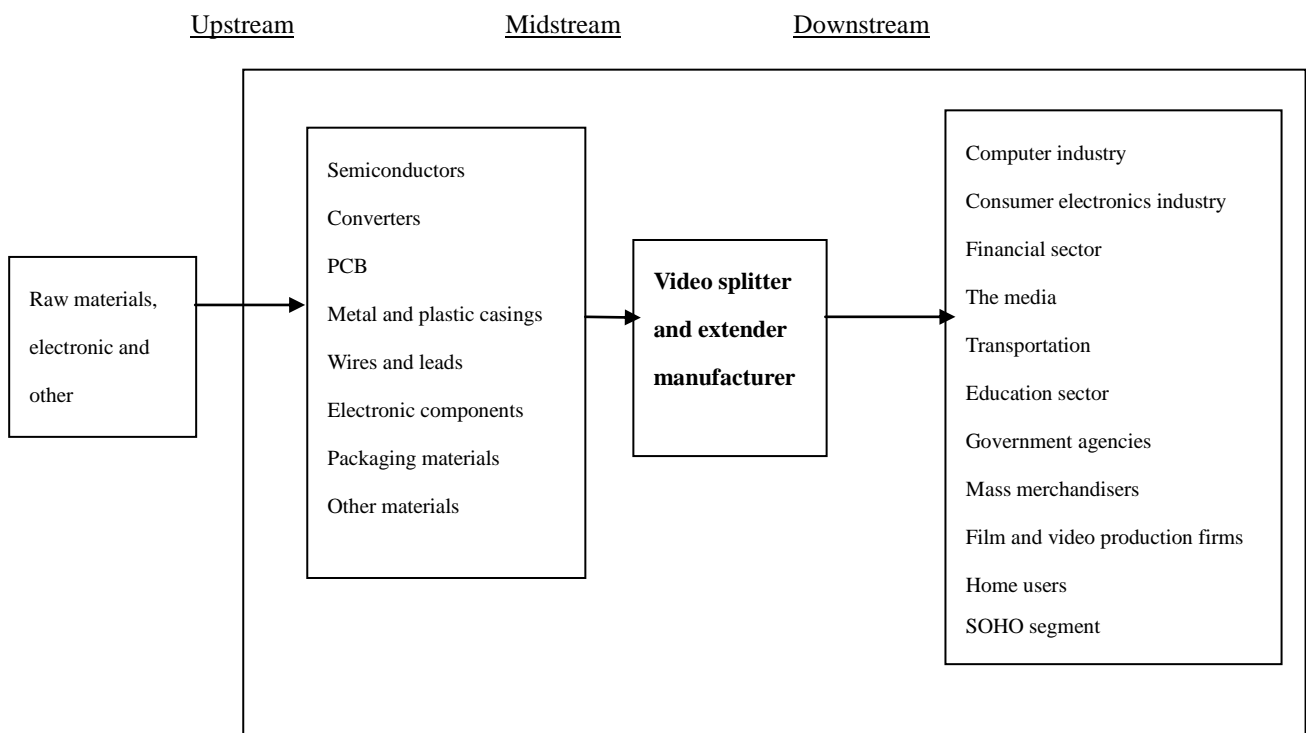 Upstream Midstream Downstream
Raw materials,
electronic and
other
Semiconductors
Converters
PCB
Metal and plastic casings
Wires and leads
Electronic components
Packaging materials
Other materials
Video splitter
and extender
manufacturer
Computer industry
Consumer electronics industry
Financial sector
The media
Transportation
Education sector
Government agencies
Mass merchandisers
Film and video production firms
Home users
SOHO segment